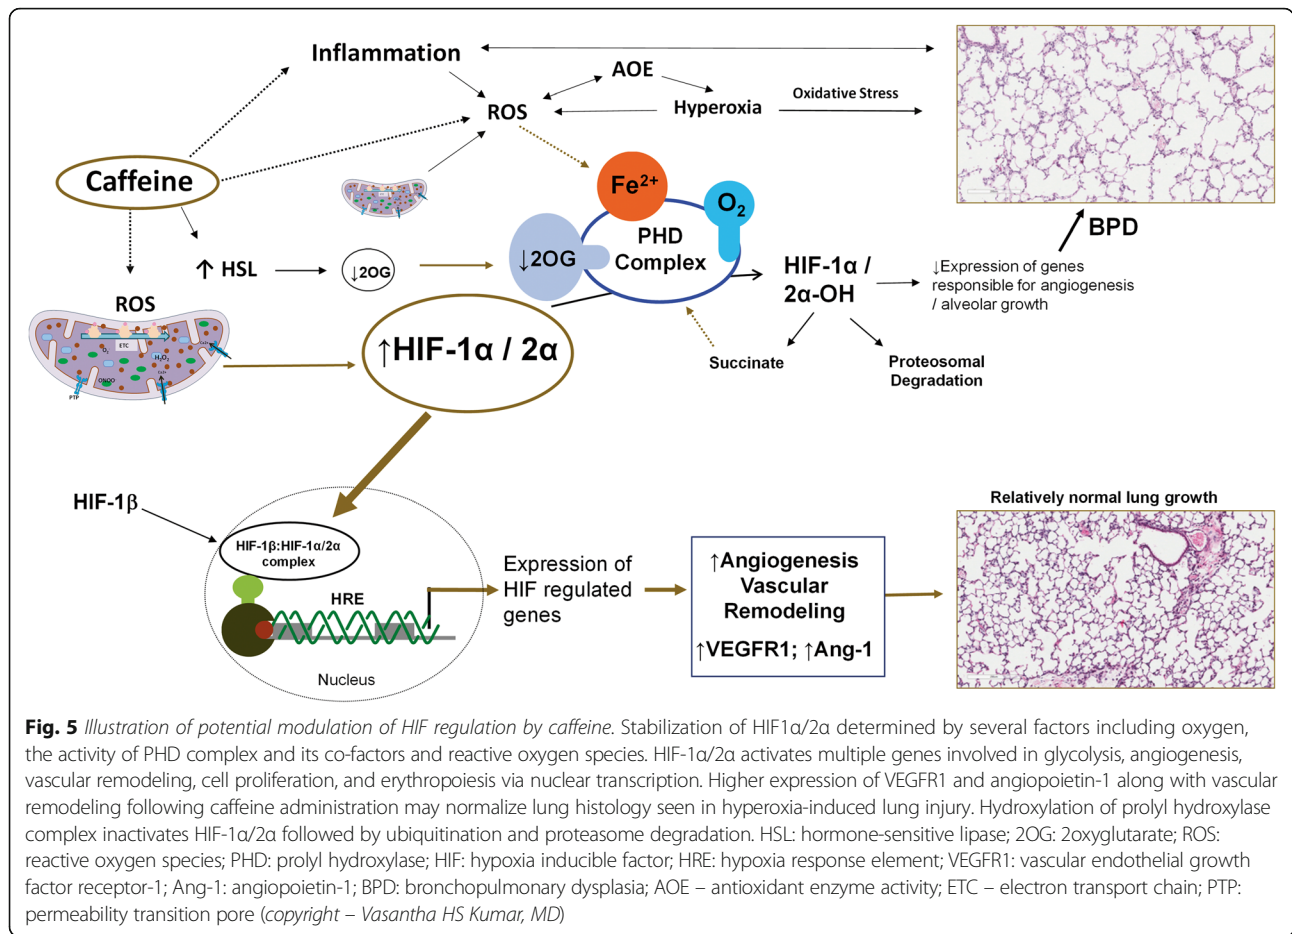 Inflammation
AOE
Hyperoxia
Oxidative Stress
ROS
Caffeine
Fe2+
O2
PHD
Complex
↓2OG
BPD
↑ HSL
↓2OG
HIF-1α /
2α-OH
↓Expression of genes
responsible for angiogenesis
/ alveolar growth
ROS
ETC
O2
H2O2
ONOO
PTP
↑HIF-1α / 2α
Succinate
Proteosomal
Degradation
HIF-1β
HIF-1β:HIF-1α/2α
complex
HRE
Nucleus
Expression of
HIF regulated
genes
↑Angiogenesis
Vascular
Remodeling
↑VEGFR1; ↑Ang-1
Relatively normal lung growth
Fig. 5 Illustration of potential modulation of HIF regulation by caffeine. Stabilization of HIF1α/2α determined by several factors including oxygen,
the activity of PHD complex and its co-factors and reactive oxygen species. HIF-1α/2α activates multiple genes involved in glycolysis, angiogenesis,
vascular remodeling, cell proliferation, and erythropoiesis via nuclear transcription. Higher expression of VEGFR1 and angiopoietin-1 along with vascular
remodeling following caffeine administration may normalize lung histology seen in hyperoxia-induced lung injury. Hydroxylation of prolyl hydroxylase
complex inactivates HIF-1α/2α followed by ubiquitination and proteasome degradation. HSL: hormone-sensitive lipase; 2OG: 2oxyglutarate; ROS:
reactive oxygen species; PHD: prolyl hydroxylase; HIF: hypoxia inducible factor; HRE: hypoxia response element; VEGFR1: vascular endothelial growth
factor receptor-1; Ang-1: angiopoietin-1; BPD: bronchopulmonary dysplasia; AOE – antioxidant enzyme activity; ETC – electron transport chain; PTP:
permeability transition pore (copyright – Vasantha HS Kumar, MD)